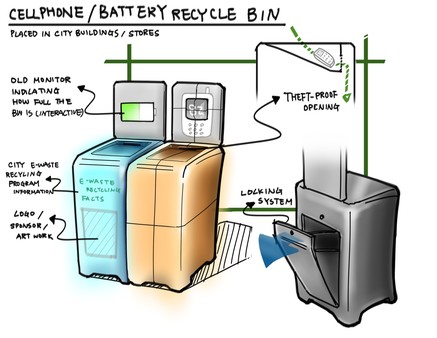 CELLPHONE/BATTERY RECYCLE BIN
PLACED IN CITY BUILDINGS/STORES
OLD MONITOR
INDICATING
HOW FULL THE
BIN IS (INTERACTIVE)
THEFT-PROOF
OPENING
CITY E-WASTE
RECYCLING
PROGRAM
INFORMATION
E-WASTE
RECYCLING
FACTS
LOGO/
SPONSOR/
ART WORK
LOCKING
SYSTEM